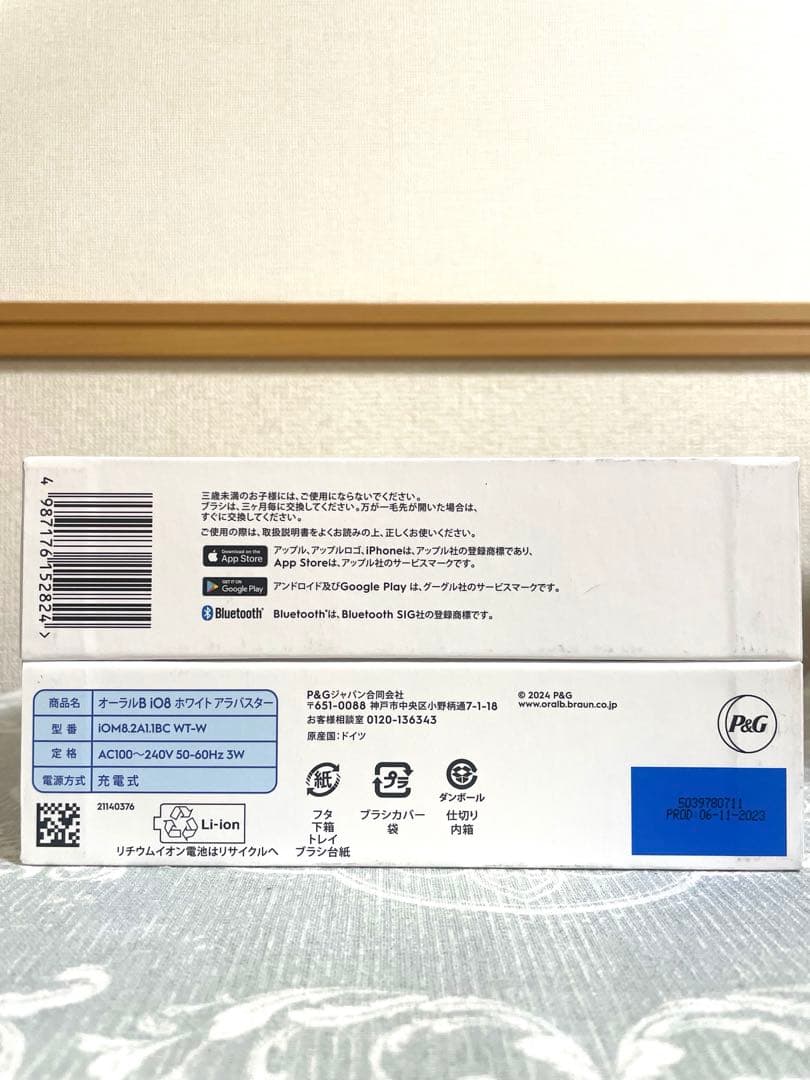 4 987176 152824 >
三歳未満のお子様には、ご使用にならないでください。
ブラシは、三ヶ月毎に交換してください。万が一毛先が開いた場合は、
すぐに交換してください。
ご使用の際は、取扱説明書をよくお読みの上、正しくお使いください。
Download on the
App Store
アップル、アップルロゴ、iPhoneは、アップル社の登録商標であり、
App Storeは、アップル社のサービスマークです。
GET IT ON
Google Play
アンドロイド及びGoogle Play は、グーグル社のサービスマークです。
Bluetooth®
Bluetooth®は、Bluetooth SIG社の登録商標です。
商品名 オーラルB iO8 ホワイト アラバスター
型番 iOM8.2A1.1BC WT-W
定格 AC100〜240V 50-60Hz 3W
電源方式 充電式
21140376
Li-ion
リチウムイオン電池はリサイクルへ
P&Gジャパン合同会社
〒651-0088 神戸市中央区小野柄通7-1-18
お客様相談室 0120-136343
原産国:ドイツ
紙
フタ
下箱
トレイ
ブラシ台紙
プラ
ブラシカバー
袋
ダンボール
仕切り
内箱
© 2024 P&G
www.oralb.braun.co.jp
P&G
5039780711
PROD:06-11-2023